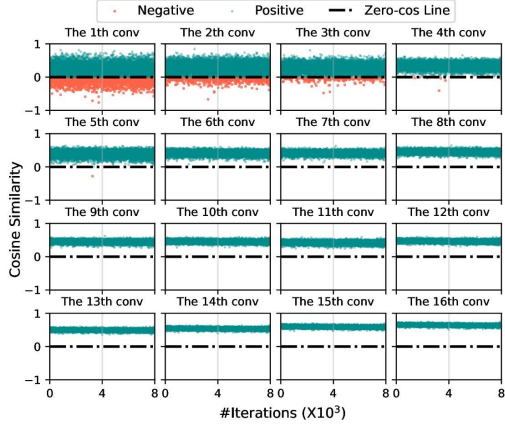 Negative Positive Zero-cos Line
The 1th conv The 2th conv The 3th conv The 4th conv
1
0
−1
The 5th conv The 6th conv The 7th conv The 8th conv
1
0
−1
Cosine Similarity
The 9th conv The 10th conv The 11th conv The 12th conv
1
0
−1
The 13th conv The 14th conv The 15th conv The 16th conv
1
0
−1
0 4 8 0 4 8 0 4 8 0 4 8
#Iterations (X10³)